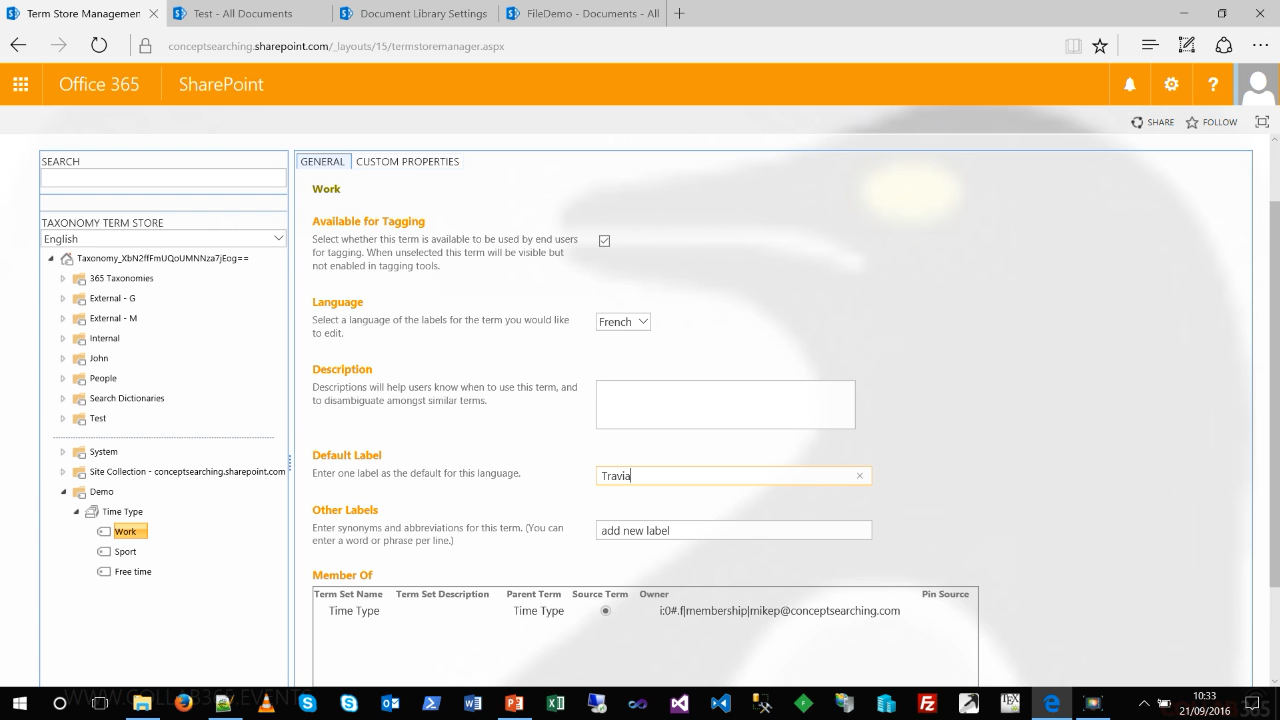 Term Store Managemen
Test - All Documents
Document Library Settings
FileDemo - Documents - All
conceptsearching.sharepoint.com/_layouts/15/termstoremanager.aspx
Office 365
SharePoint
SHARE
FOLLOW
SEARCH
TAXONOMY TERM STORE
English
Taxonomy_XbN2ffFmUQoUMNNza7jEog==
365 Taxonomies
External - G
External - M
Internal
John
People
Search Dictionaries
Test
System
Site Collection - conceptsearching.sharepoint.com
Demo
Time Type
Work
Sport
Free time
GENERAL
CUSTOM PROPERTIES
Work
Available for Tagging
Select whether this term is available to be used by end users
for tagging. When unselected this term will be visible but
not enabled in tagging tools.
Language
Select a language of the labels for the term you would like
to edit.
French
Description
Descriptions will help users know when to use this term, and
to disambiguate amongst similar terms.
Default Label
Enter one label as the default for this language.
Travia
Other Labels
Enter synonyms and abbreviations for this term. (You can
enter a word or phrase per line.)
add new label
Member Of
Term Set Name Term Set Description Parent Term Source Term Owner Pin Source
Time Type Time Type i:0#.f|membership|mikep@conceptsearching.com
WWW.COLLAB365.EVENTS
10:33
21/09/2016